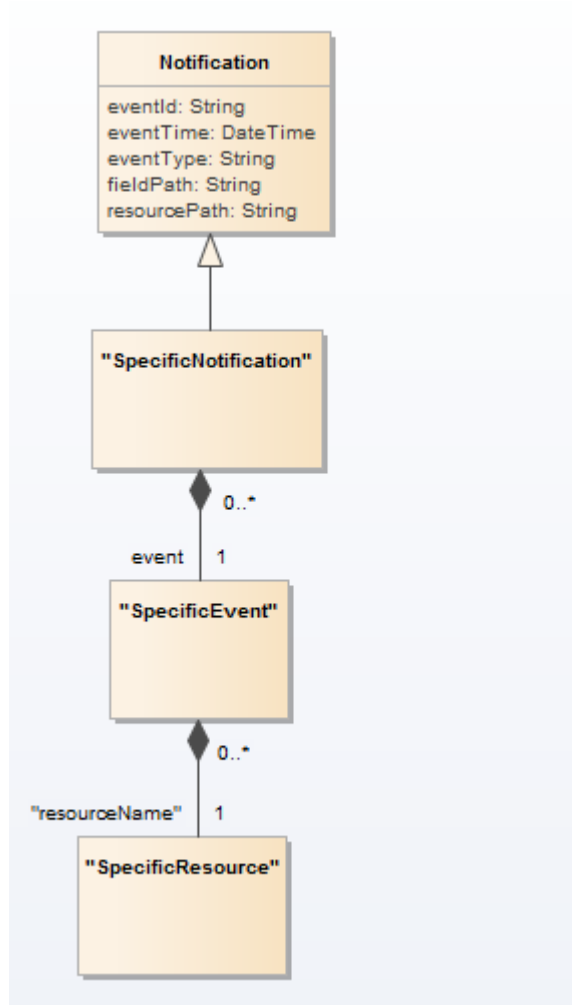 Notification
eventId: String
eventTime: DateTime
eventType: String
fieldPath: String
resourcePath: String
"SpecificNotification"
0..*
event 1
"SpecificEvent"
0..*
"resourceName" 1
"SpecificResource"